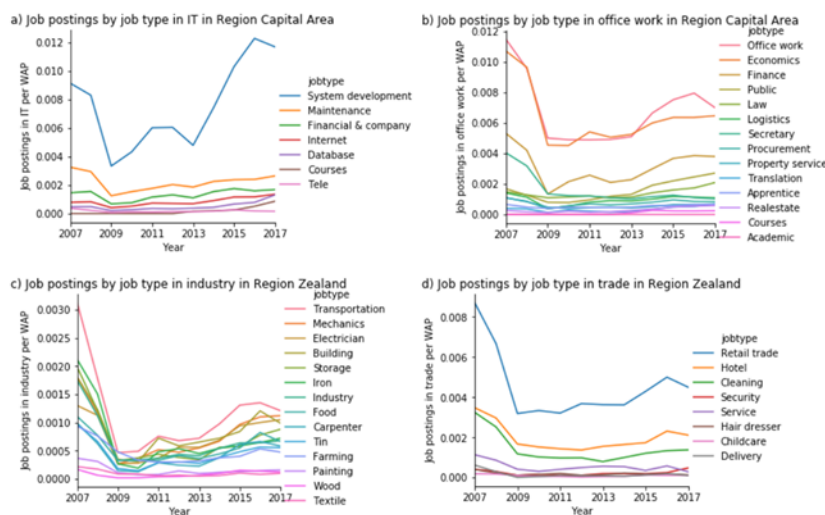 a) Job postings by job type in IT in Region Capital Area
Job postings in IT per WAP
0.012
0.010
0.008
0.006
0.004
0.002
0.000
2007 2009 2011 2013 2015 2017
Year
jobtype
System development
Maintenance
Financial & company
Internet
Database
Courses
Tele
b) Job postings by job type in office work in Region Capital Area
Job postings in office work per WAP
0.012
0.010
0.008
0.006
0.004
0.002
0.000
2007 2009 2011 2013 2015 2017
Year
jobtype
Office work
Economics
Finance
Public
Law
Logistics
Secretary
Procurement
Property service
Translation
Apprentice
Realestate
Courses
Academic
c) Job postings by job type in industry in Region Zealand
Job postings in industry per WAP
0.0030
0.0025
0.0020
0.0015
0.0010
0.0005
0.0000
2007 2009 2011 2013 2015 2017
Year
jobtype
Transportation
Mechanics
Electrician
Building
Storage
Iron
Industry
Food
Carpenter
Tin
Farming
Painting
Wood
Textile
d) Job postings by job type in trade in Region Zealand
Job postings in trade per WAP
0.008
0.006
0.004
0.002
0.000
2007 2009 2011 2013 2015 2017
Year
jobtype
Retail trade
Hotel
Cleaning
Security
Service
Hair dresser
Childcare
Delivery